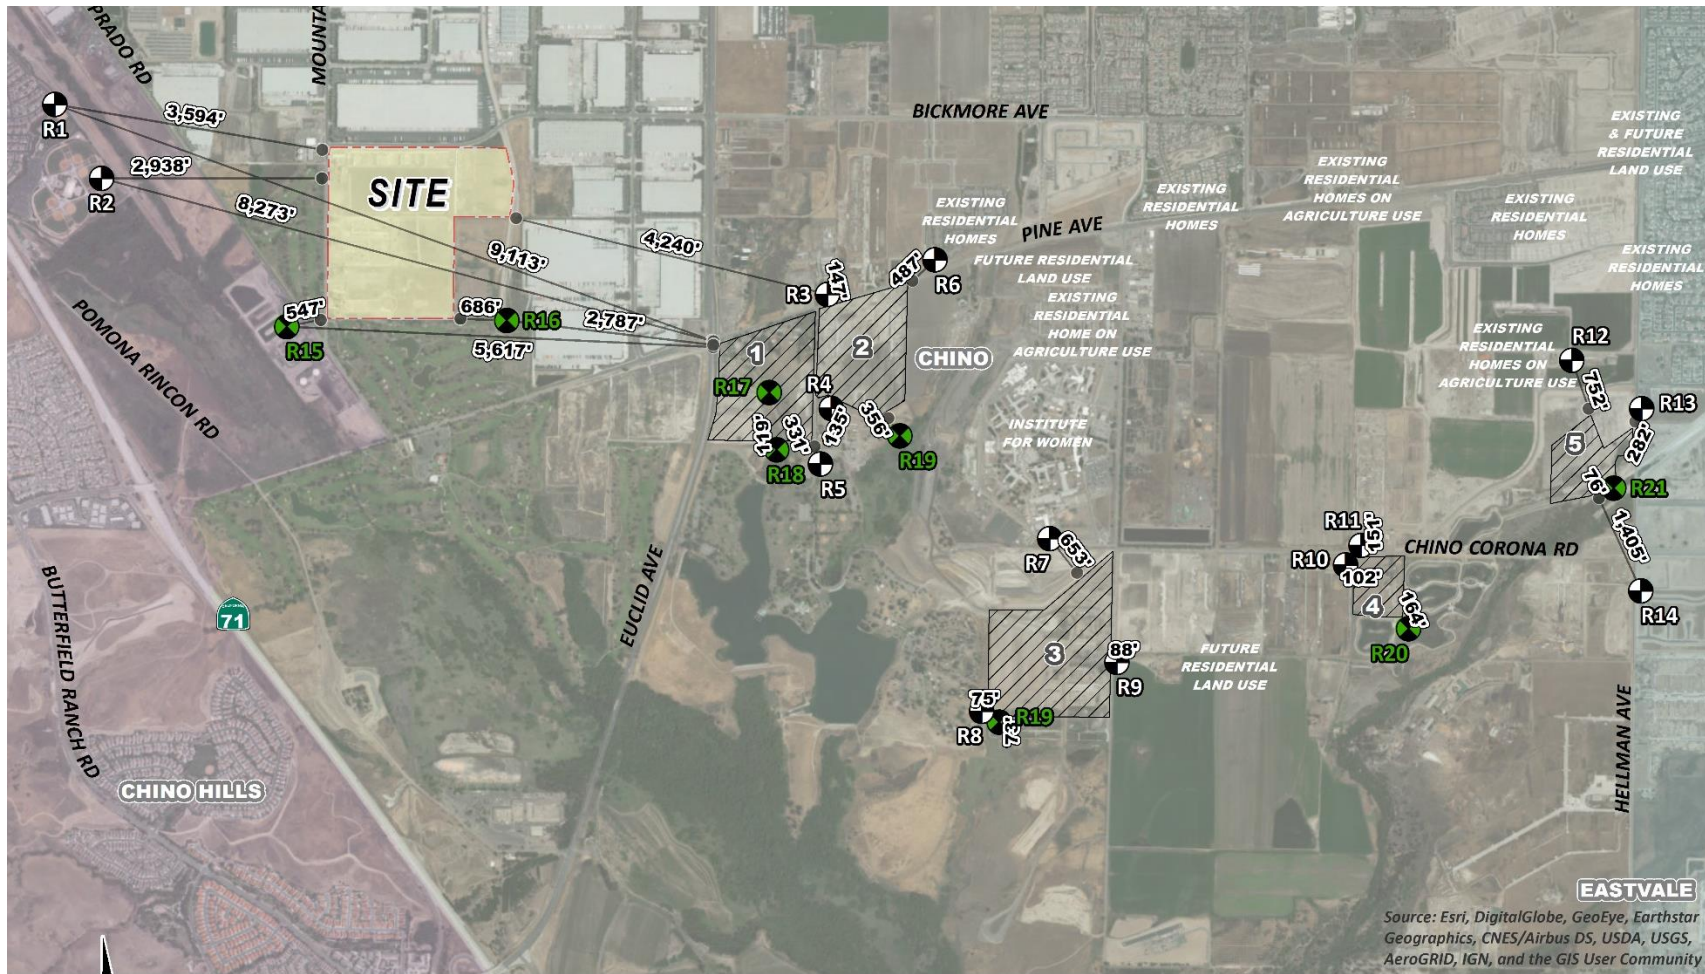 PRADO RD
MOUNTA
R1
3,594'
R2
2,938'
8,273'
9,113'
SITE
4,240'
BICKMORE AVE
EXISTING
& FUTURE
RESIDENTIAL
LAND USE
EXISTING
RESIDENTIAL
HOMES ON
AGRICULTURE USE
EXISTING
RESIDENTIAL
HOMES
EXISTING
RESIDENTIAL
HOMES
EXISTING
RESIDENTIAL
HOMES
EXISTING
RESIDENTIAL
HOMES
PINE AVE
FUTURE RESIDENTIAL
LAND USE
EXISTING
RESIDENTIAL
HOME ON
AGRICULTURE USE
EXISTING
RESIDENTIAL
HOMES ON
AGRICULTURE USE
R3
147'
487'
R6
547'
R15
686'
R16
2,787'
5,617'
1
2
CHINO
R17
R4
135'
331'
119'
R18
R5
356'
R19
INSTITUTE
FOR WOMEN
R12
752'
R13
282'
5
76'
R21
1,405'
R14
POMONA RINCON RD
R7
653'
R11
151'
R10
102'
CHINO CORONA RD
4
164'
R20
BUTTERFIELD RANCH RD
CALIFORNIA
71
EUCLID AVE
3
88'
R9
75'
R8
73'
R19
FUTURE
RESIDENTIAL
LAND USE
HELLMAN AVE
CHINO HILLS
EASTVALE
Source: Esri, DigitalGlobe, GeoEye, Earthstar
Geographics, CNES/Airbus DS, USDA, USGS,
AeroGRID, IGN, and the GIS User Community